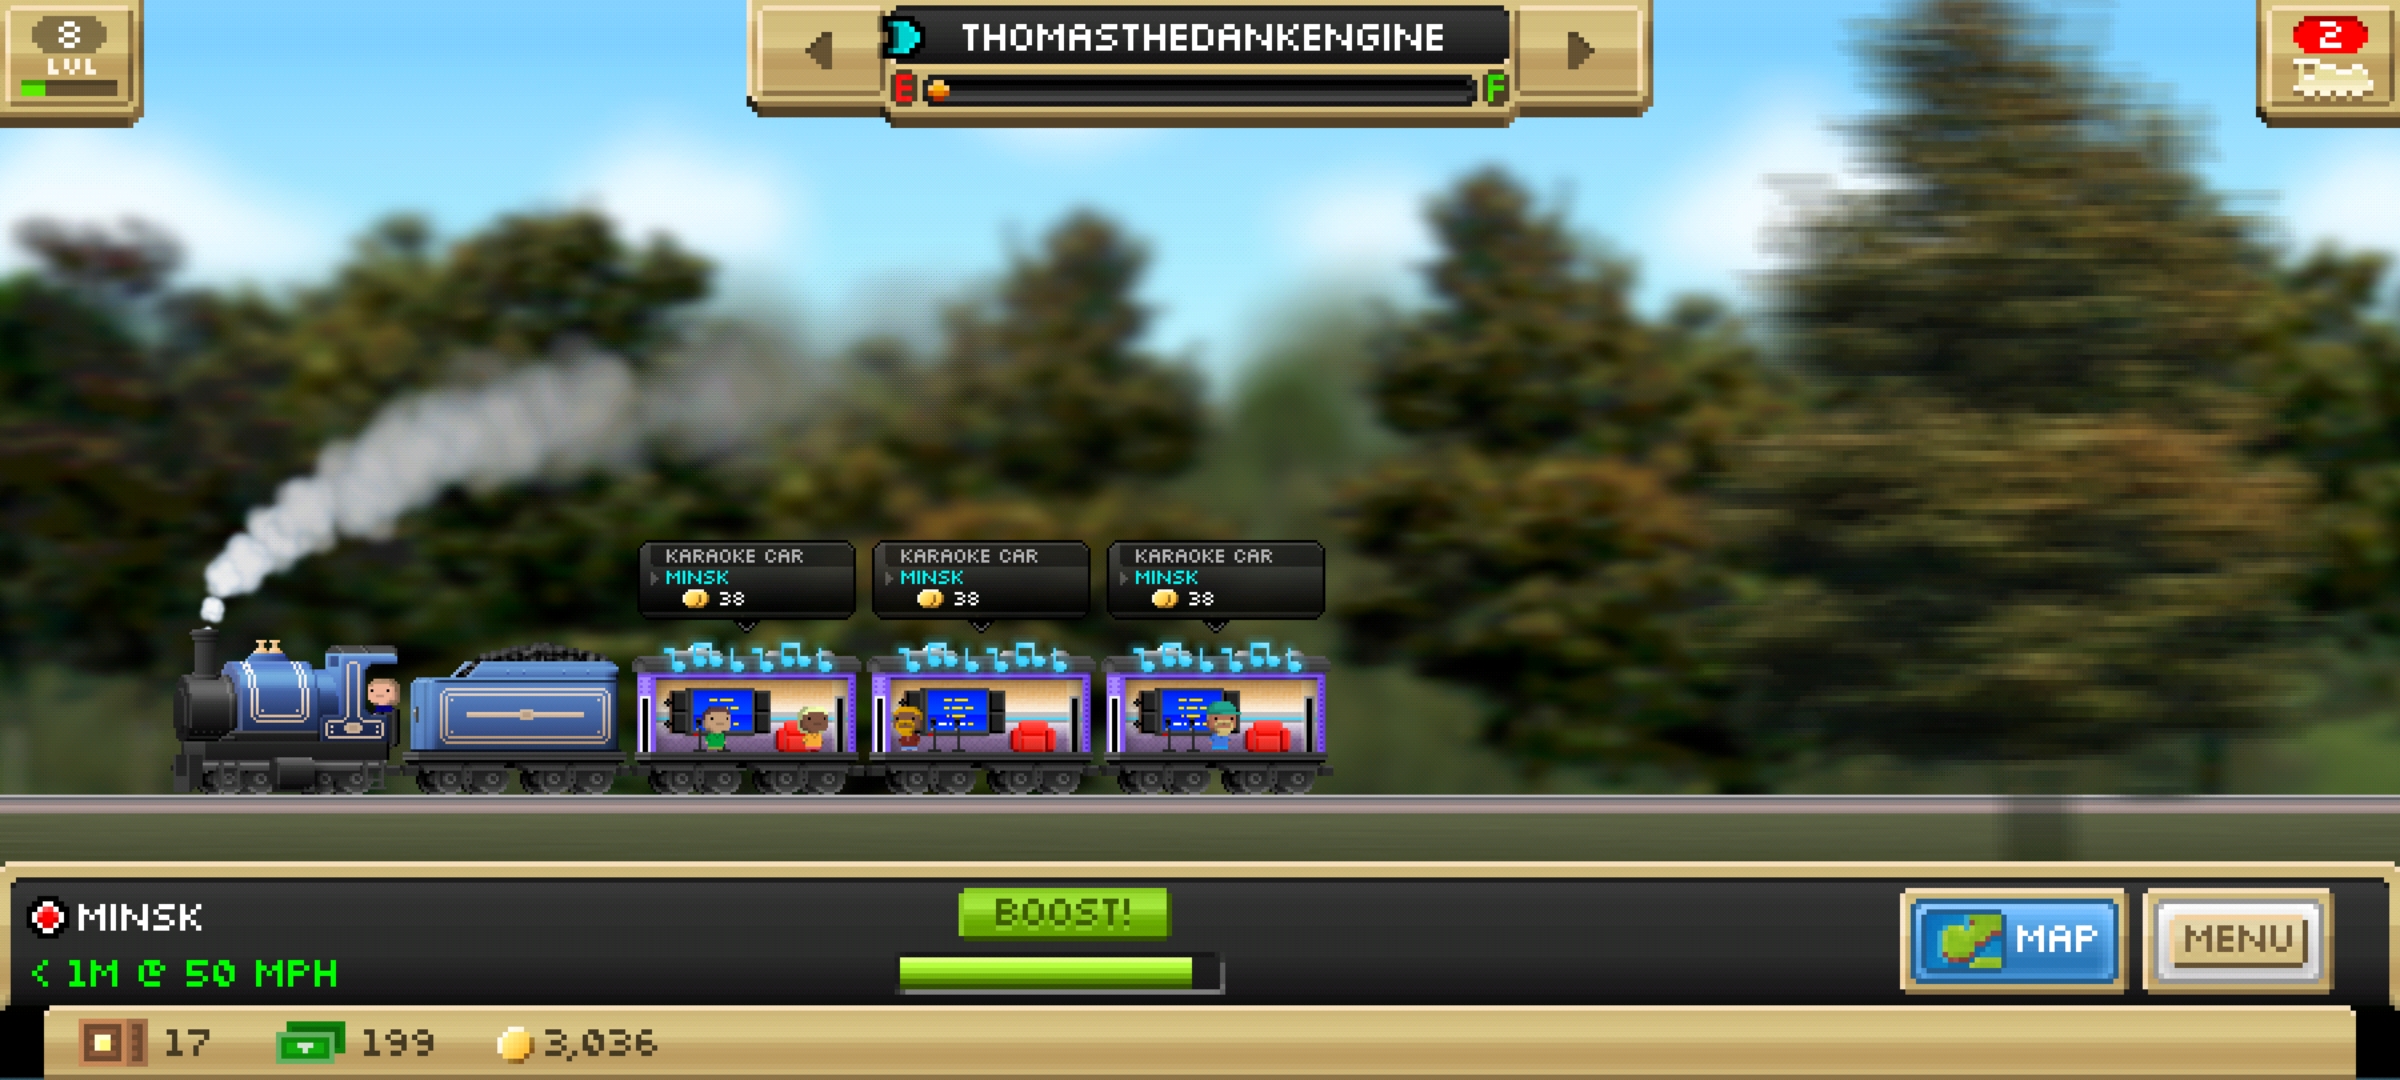 8
LVL
THOMASTHEDANKENGINE
E F
2
KARAOKE CAR
MINSK
38
KARAOKE CAR
MINSK
38
KARAOKE CAR
MINSK
38
MINSK
< 1M @ 50 MPH
BOOST!
MAP
MENU
17
199
3,036